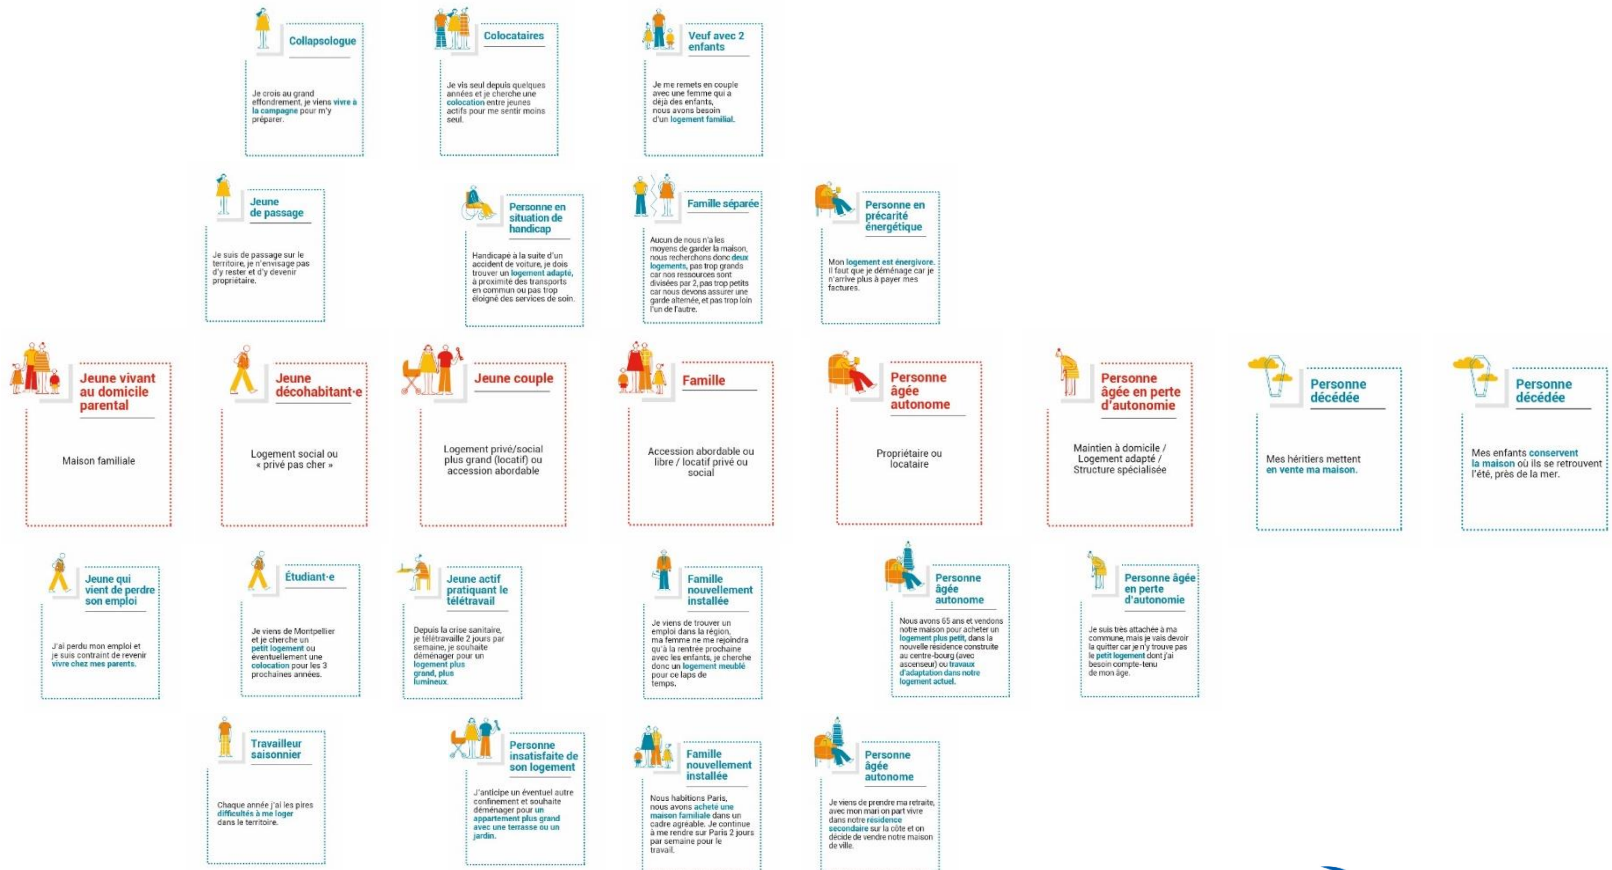 Collapsologue
Je crois au grand
effondrement, je viens vivre à
la campagne pour m'y
préparer.
Colocataires
Je vis seul depuis quelques
années et je cherche une
colocation entre jeunes
actifs pour me sentir moins
seul.
Veuf avec 2
enfants
Je me remets en couple
avec une femme qui a
déjà des enfants,
nous avons besoin
d'un logement familial.
Jeune
de passage
Je suis de passage sur le
territoire, je n'envisage pas
d'y rester et d'y devenir
propriétaire.
Personne en
situation de
handicap
Handicapé à la suite d'un
accident de voiture, je dois
trouver un logement adapté,
à proximité des transports
en commun ou pas trop
éloigné des services de soin.
Famille séparée
Aucun de nous n'a les
moyens de garder la maison,
nous recherchons donc deux
logements, pas trop grands
car nos ressources sont
divisées par 2, pas trop petits
car nous devons assurer une
garde alternée, et pas trop loin
l'un de l'autre.
Personne en
précarité
énergétique
Mon logement est énergivore.
Il faut que je déménage car je
n'arrive plus à payer mes
factures.
Jeune vivant
au domicile
parental
Maison familiale
Jeune
décohabitant·e
Logement social ou
« privé pas cher »
Jeune couple
Logement privé/social
plus grand (locatif) ou
accession abordable
Famille
Accession abordable ou
libre / locatif privé ou
social
Personne
âgée
autonome
Propriétaire ou
locataire
Personne
âgée en perte
d'autonomie
Maintien à domicile /
Logement adapté /
Structure spécialisée
Personne
décédée
Mes héritiers mettent
en vente ma maison.
Personne
décédée
Mes enfants conservent
la maison où ils se retrouvent
l'été, près de la mer.
Jeune qui
vient de perdre
son emploi
J'ai perdu mon emploi et
je suis contraint de revenir
vivre chez mes parents.
Étudiant·e
Je viens de Montpellier
et je cherche un
petit logement ou
éventuellement une
colocation pour les 3
prochaines années.
Jeune actif
pratiquant le
télétravail
Depuis la crise sanitaire,
je télétravaille 2 jours par
semaine, je souhaite
déménager pour un
logement plus
grand, plus
lumineux.
Famille
nouvellement
installée
Je viens de trouver un
emploi dans la région,
ma femme ne me rejoindra
qu'à la rentrée prochaine
avec les enfants, je cherche
donc un logement meublé
pour ce laps de
temps.
Personne
âgée
autonome
Nous avons 65 ans et vendons
notre maison pour acheter un
logement plus petit, dans la
nouvelle résidence construite
au centre-bourg (avec
ascenseur) ou travaux
d'adaptation dans notre
logement actuel.
Personne âgée
en perte
d'autonomie
Je suis très attachée à ma
commune, mais je vais devoir
la quitter car je n'y trouve pas
le petit logement dont j'ai
besoin compte-tenu
de mon âge.
Travailleur
saisonnier
Chaque année j'ai les pires
difficultés à me loger
dans le territoire.
Personne
insatisfaite de
son logement
J'anticipe un éventuel autre
confinement et souhaite
déménager pour un
appartement plus grand
avec une terrasse ou un
jardin.
Famille
nouvellement
installée
Nous habitions Paris,
nous avons acheté une
maison familiale dans un
cadre agréable. Je continue
à me rendre sur Paris 2 jours
par semaine pour le
travail.
Personne
âgée
autonome
Je viens de prendre ma retraite,
avec mon mari on part vivre
dans notre résidence
secondaire sur la côte et on
décide de vendre notre maison
de ville.